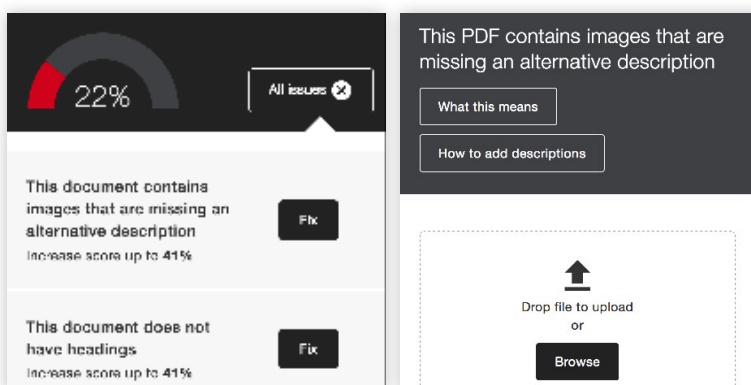 22%
All issues
This document contains
images that are missing an
alternative description
Increase score up to 41%
Fix
This document does not
have headings
Increase score up to 41%
Fix
This PDF contains images that are
missing an alternative description
What this means
How to add descriptions
Drop file to upload
or
Browse